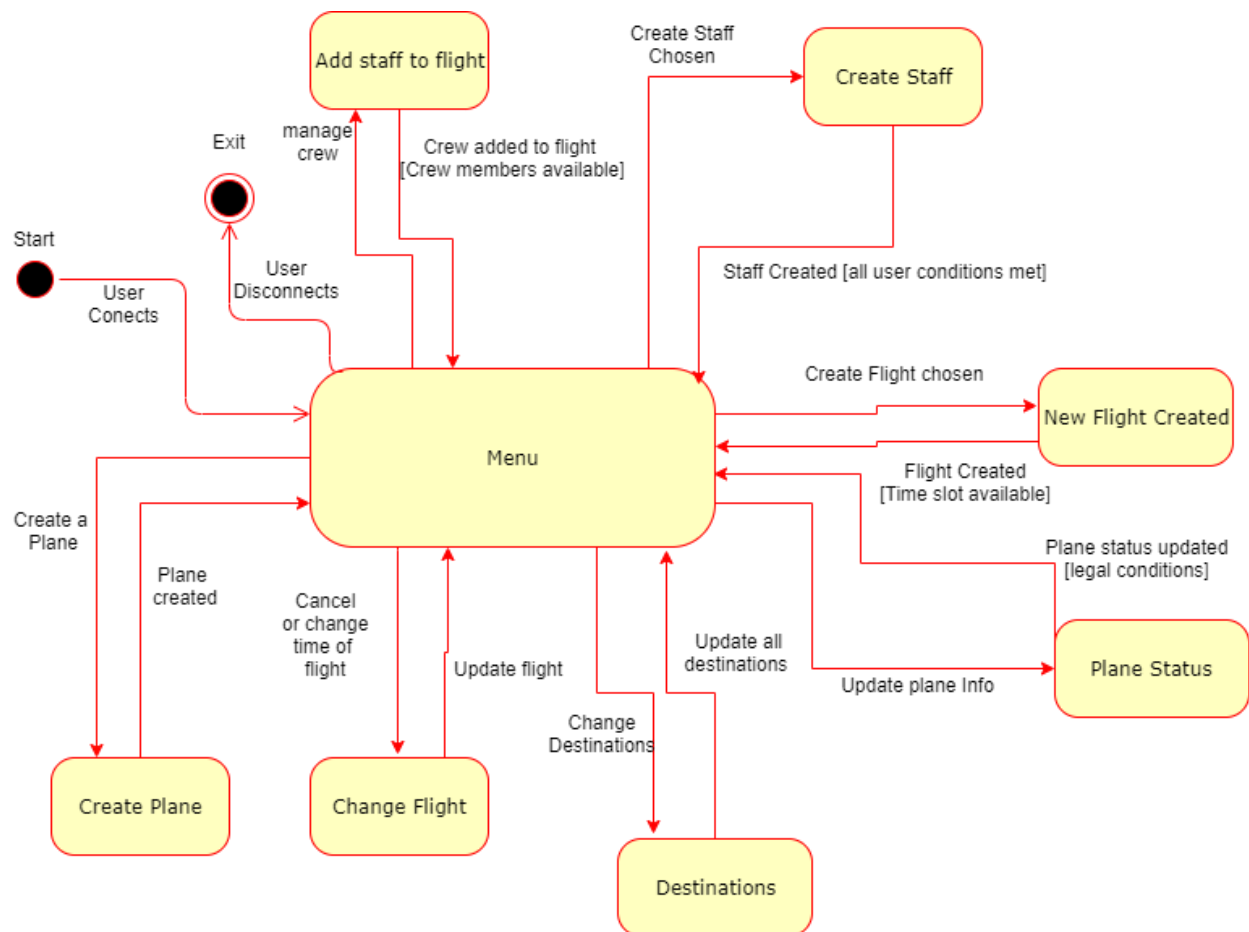 Add staff to flight
Create Staff
Chosen
Create Staff
manage
crew
Exit
Crew added to flight
[Crew members available]
Start
User
Conects
User
Disconnects
Staff Created [all user conditions met]
Create Flight chosen
New Flight Created
Menu
Flight Created
[Time slot available]
Create a
Plane
Plane
created
Plane status updated
[legal conditions]
Cancel
or change
time of
flight
Update flight
Update all
destinations
Update plane Info
Plane Status
Change
Destinations
Create Plane
Change Flight
Destinations